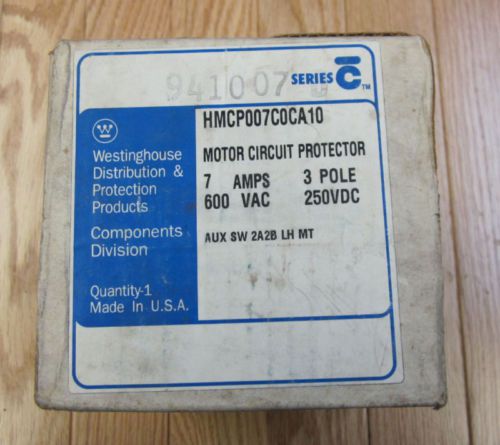 941007
SERIES C™
HMCP007C0CA10
Westinghouse
Distribution &
Protection
Products
Components
Division
Quantity-1
Made In U.S.A.
MOTOR CIRCUIT PROTECTOR
7 AMPS 3 POLE
600 VAC 250VDC
AUX SW 2A2B LH MT